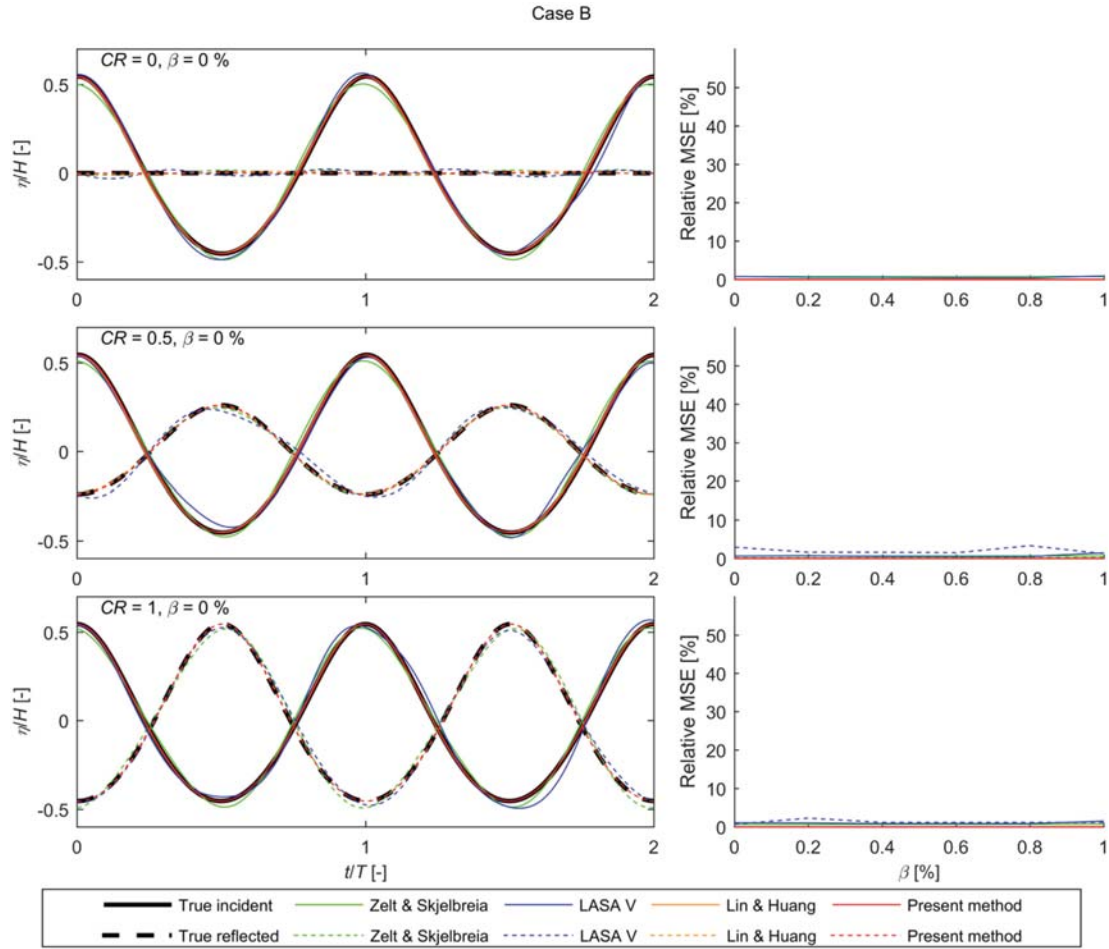 Case B
CR = 0, β = 0 %
0.5
0
-0.5
η/H [-]
0 1 2
50
40
30
20
10
0
Relative MSE [%]
0 0.2 0.4 0.6 0.8 1
CR = 0.5, β = 0 %
0.5
0
-0.5
η/H [-]
0 1 2
50
40
30
20
10
0
Relative MSE [%]
0 0.2 0.4 0.6 0.8 1
CR = 1, β = 0 %
0.5
0
-0.5
η/H [-]
0 1 2
t/T [-]
50
40
30
20
10
0
Relative MSE [%]
0 0.2 0.4 0.6 0.8 1
β [%]
True incident Zelt & Skjelbreia LASA V Lin & Huang Present method
True reflected Zelt & Skjelbreia LASA V Lin & Huang Present method